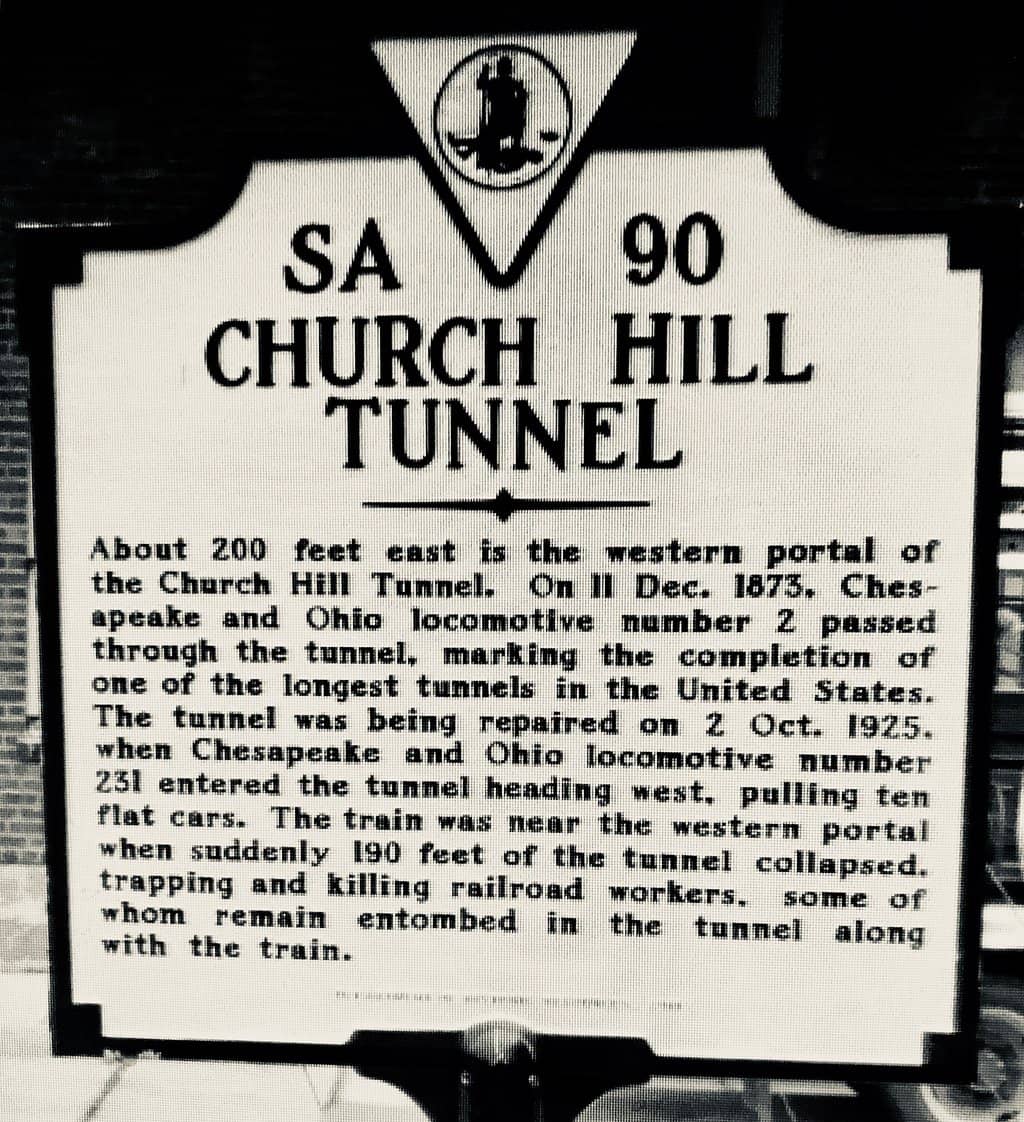 SA 90
CHURCH HILL
TUNNEL
About 200 feet east is the western portal of
the Church Hill Tunnel. On 11 Dec. 1873, Ches-
apeake and Ohio locomotive number 2 passed
through the tunnel, marking the completion of
one of the longest tunnels in the United States.
The tunnel was being repaired on 2 Oct. 1925,
when Chesapeake and Ohio locomotive number
231 entered the tunnel heading west, pulling ten
flat cars. The train was near the western portal
when suddenly 190 feet of the tunnel collapsed,
trapping and killing railroad workers, some of
whom remain entombed in the tunnel along
with the train.